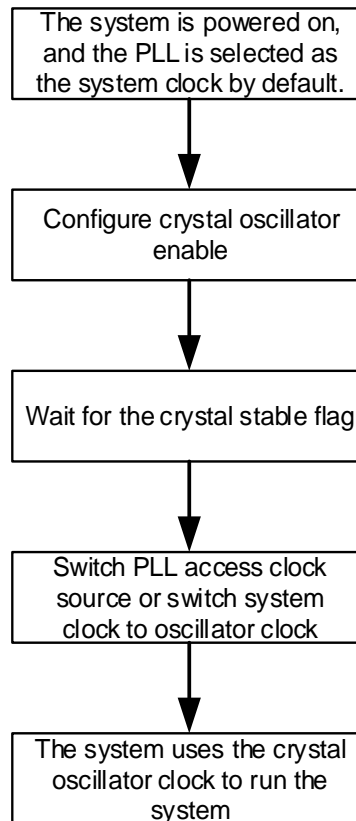 The system is powered on,
and the PLL is selected as
the system clock by default.
Configure crystal oscillator
enable
Wait for the crystal stable flag
Switch PLL access clock
source or switch system
clock to oscillator clock
The system uses the crystal
oscillator clock to run the
system